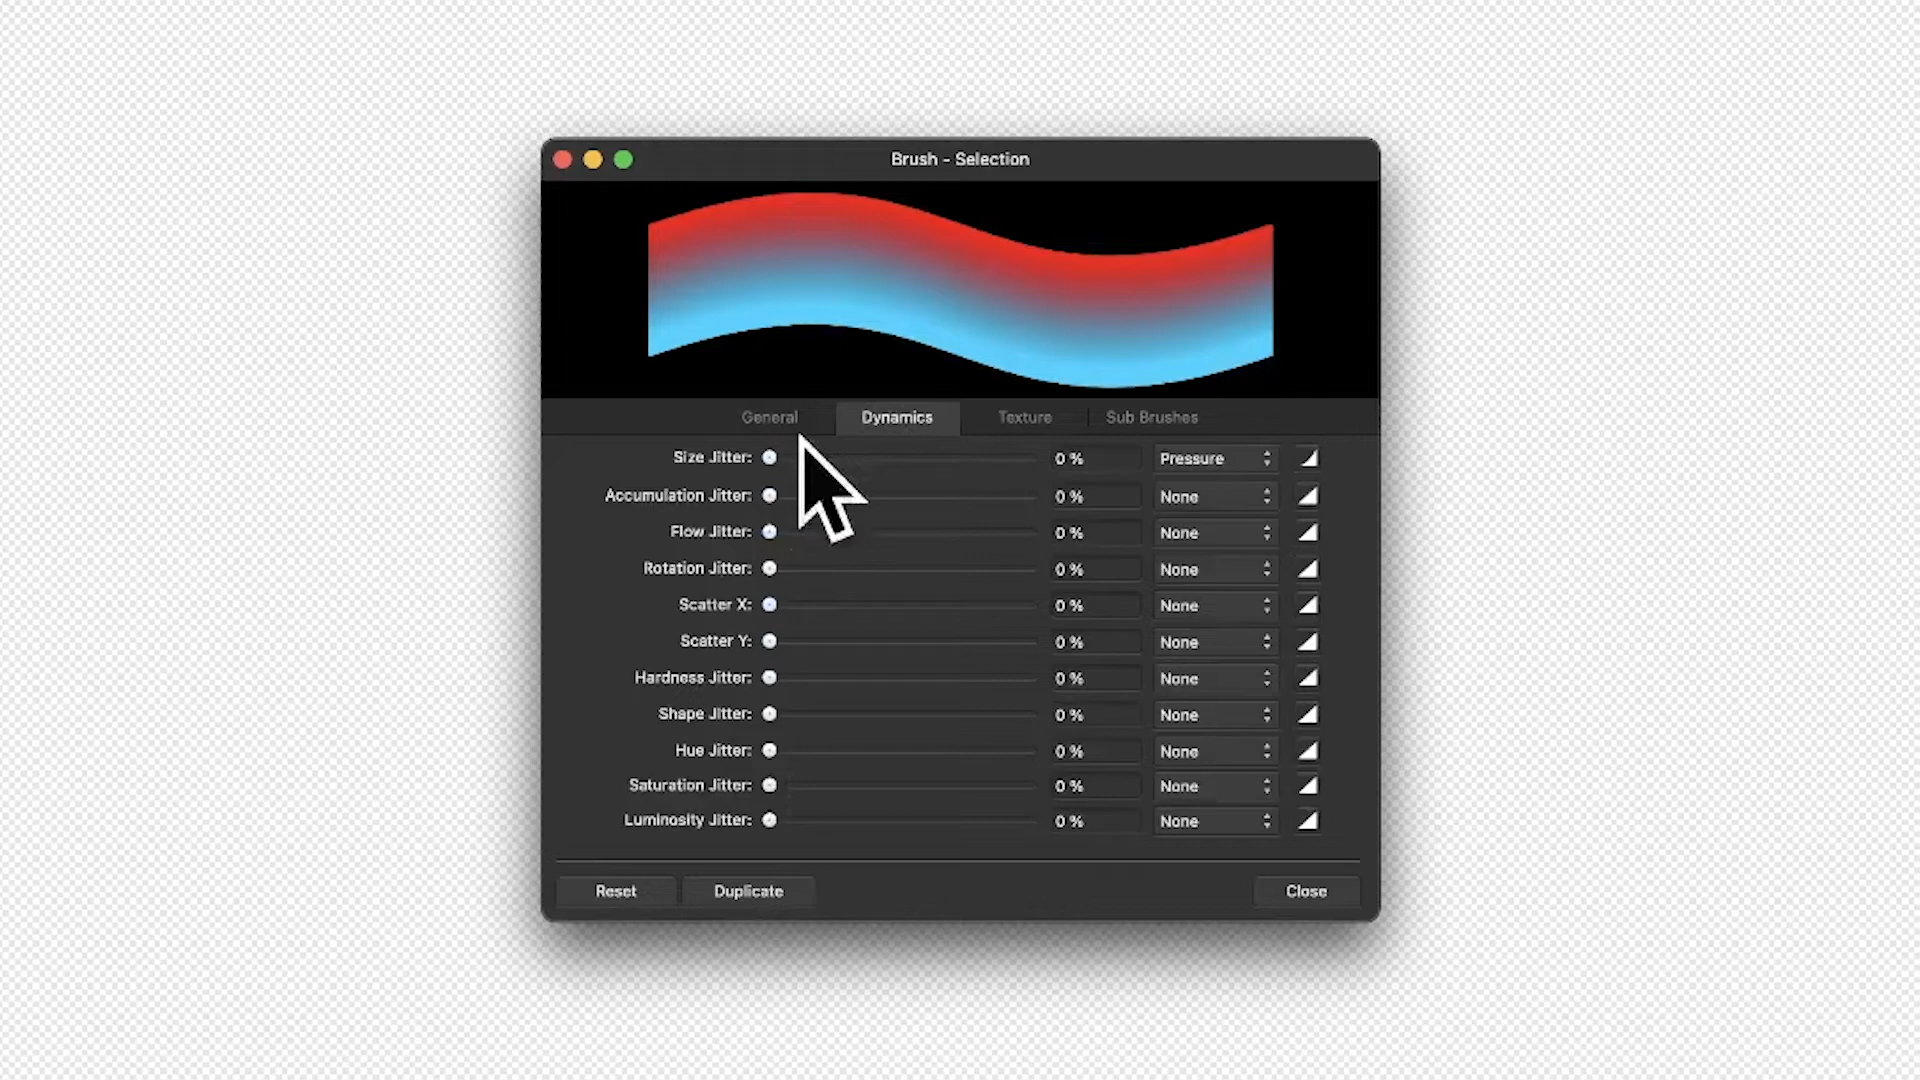 Brush - Selection
General Dynamics Texture Sub Brushes
Size Jitter: 0 % Pressure
Accumulation Jitter: 0 % None
Flow Jitter: 0 % None
Rotation Jitter: 0 % None
Scatter X: 0 % None
Scatter Y: 0 % None
Hardness Jitter: 0 % None
Shape Jitter: 0 % None
Hue Jitter: 0 % None
Saturation Jitter: 0 % None
Luminosity Jitter: 0 % None
Reset Duplicate Close